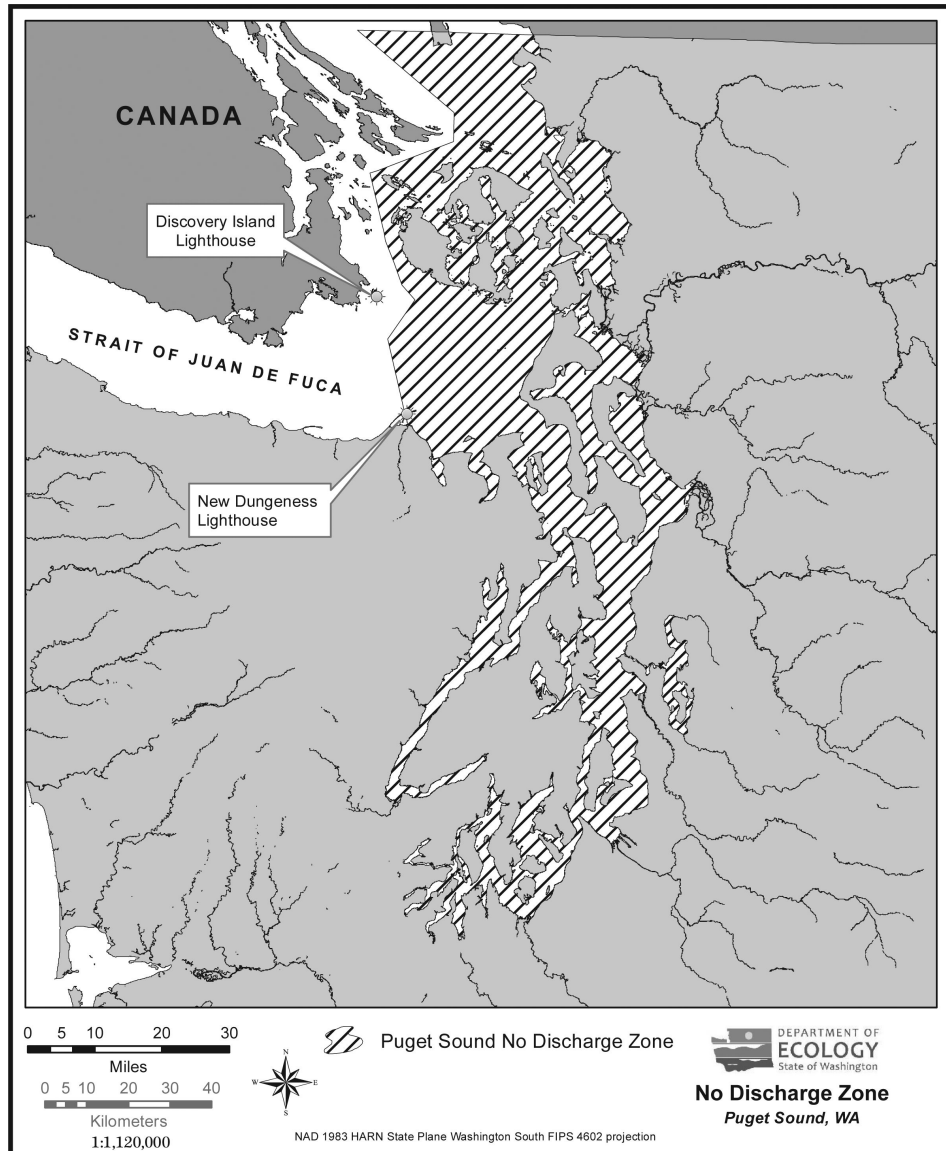 CANADA
Discovery Island
Lighthouse
STRAIT OF JUAN DE FUCA
New Dungeness
Lighthouse
0 5 10 20 30
Miles
0 5 10 20 30 40
Kilometers
1:1,120,000
N
W E
S
Puget Sound No Discharge Zone
NAD 1983 HARN State Plane Washington South FIPS 4602 projection
DEPARTMENT OF
ECOLOGY
State of Washington
No Discharge Zone
Puget Sound, WA